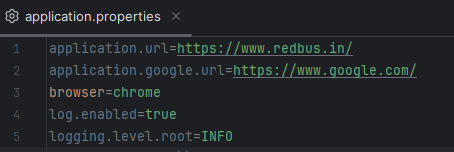 application.properties
1 application.url=https://www.redbus.in/
2 application.google.url=https://www.google.com/
3 browser=chrome
4 log.enabled=true
5 logging.level.root=INFO